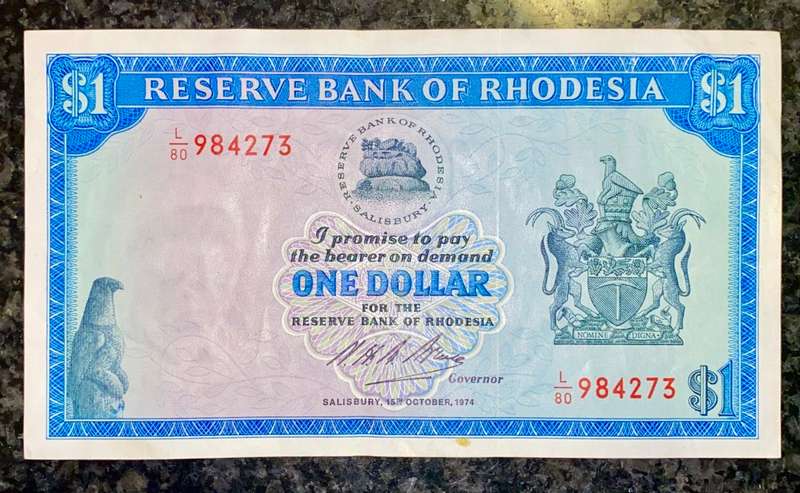 $1 RESERVE BANK OF RHODESIA $1
L/80 984273
RESERVE BANK OF RHODESIA
· SALISBURY ·
I promise to pay
the bearer on demand
ONE DOLLAR
FOR THE
RESERVE BANK OF RHODESIA
NOMINE DIGNA
Governor
L/80 984273
SALISBURY, 15TH OCTOBER, 1974
$1